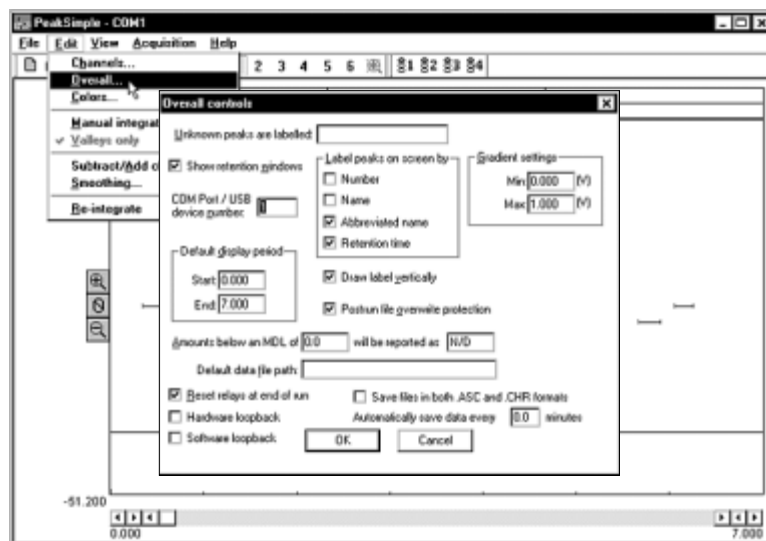 PeakSimple - COM1
File Edit View Acquisition Help
2 3 4 5 6 1 2 3 4
Channels...
Overall...
Colors...
Manual integrat
Valleys only
Subtract/Add c
Smoothing...
Re-integrate
Overall controls
Unknown peaks are labelled:
Show retention windows
COM Port / USB
device number:
Default display period
Start: 0.000
End: 7.000
Label peaks on screen by
Number
Name
Abbreviated name
Retention time
Gradient settings
Min: 0.000 (V)
Max: 1.000 (V)
Draw label vertically
Postrun file overwrite protection
Amounts below an MDL of 0.0 will be reported as N/D
Default data file path:
Reset relays at end of run
Save files in both .ASC and .CHR formats
Hardware loopback
Automatically save data every 0.0 minutes
Software loopback
OK Cancel
-51.200
0.000 7.000